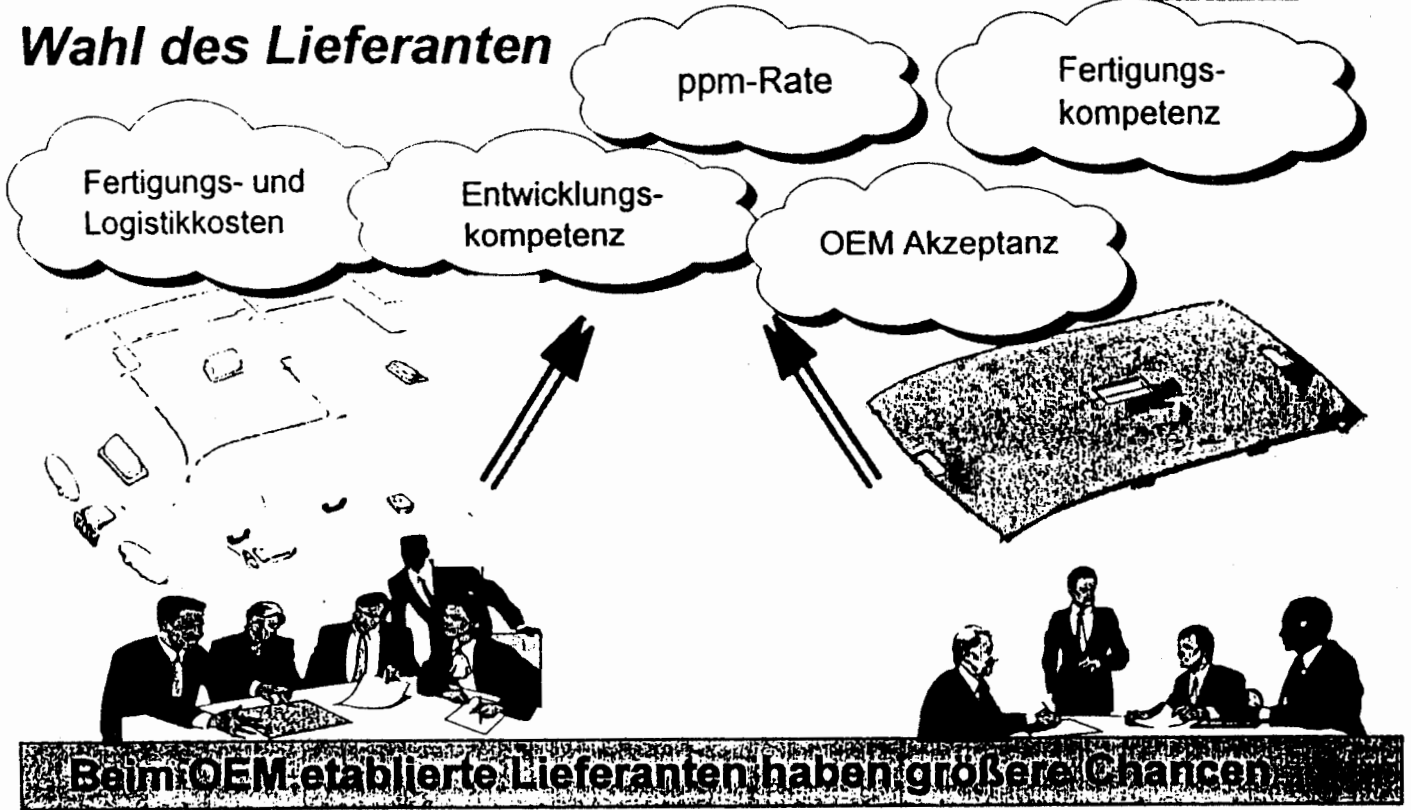 Wahl des Lieferanten
ppm-Rate
Fertigungs-
kompetenz
Fertigungs- und
Logistikkosten
Entwicklungs-
kompetenz
OEM Akzeptanz
Beim OEM etablierte Lieferanten haben größere Chancen